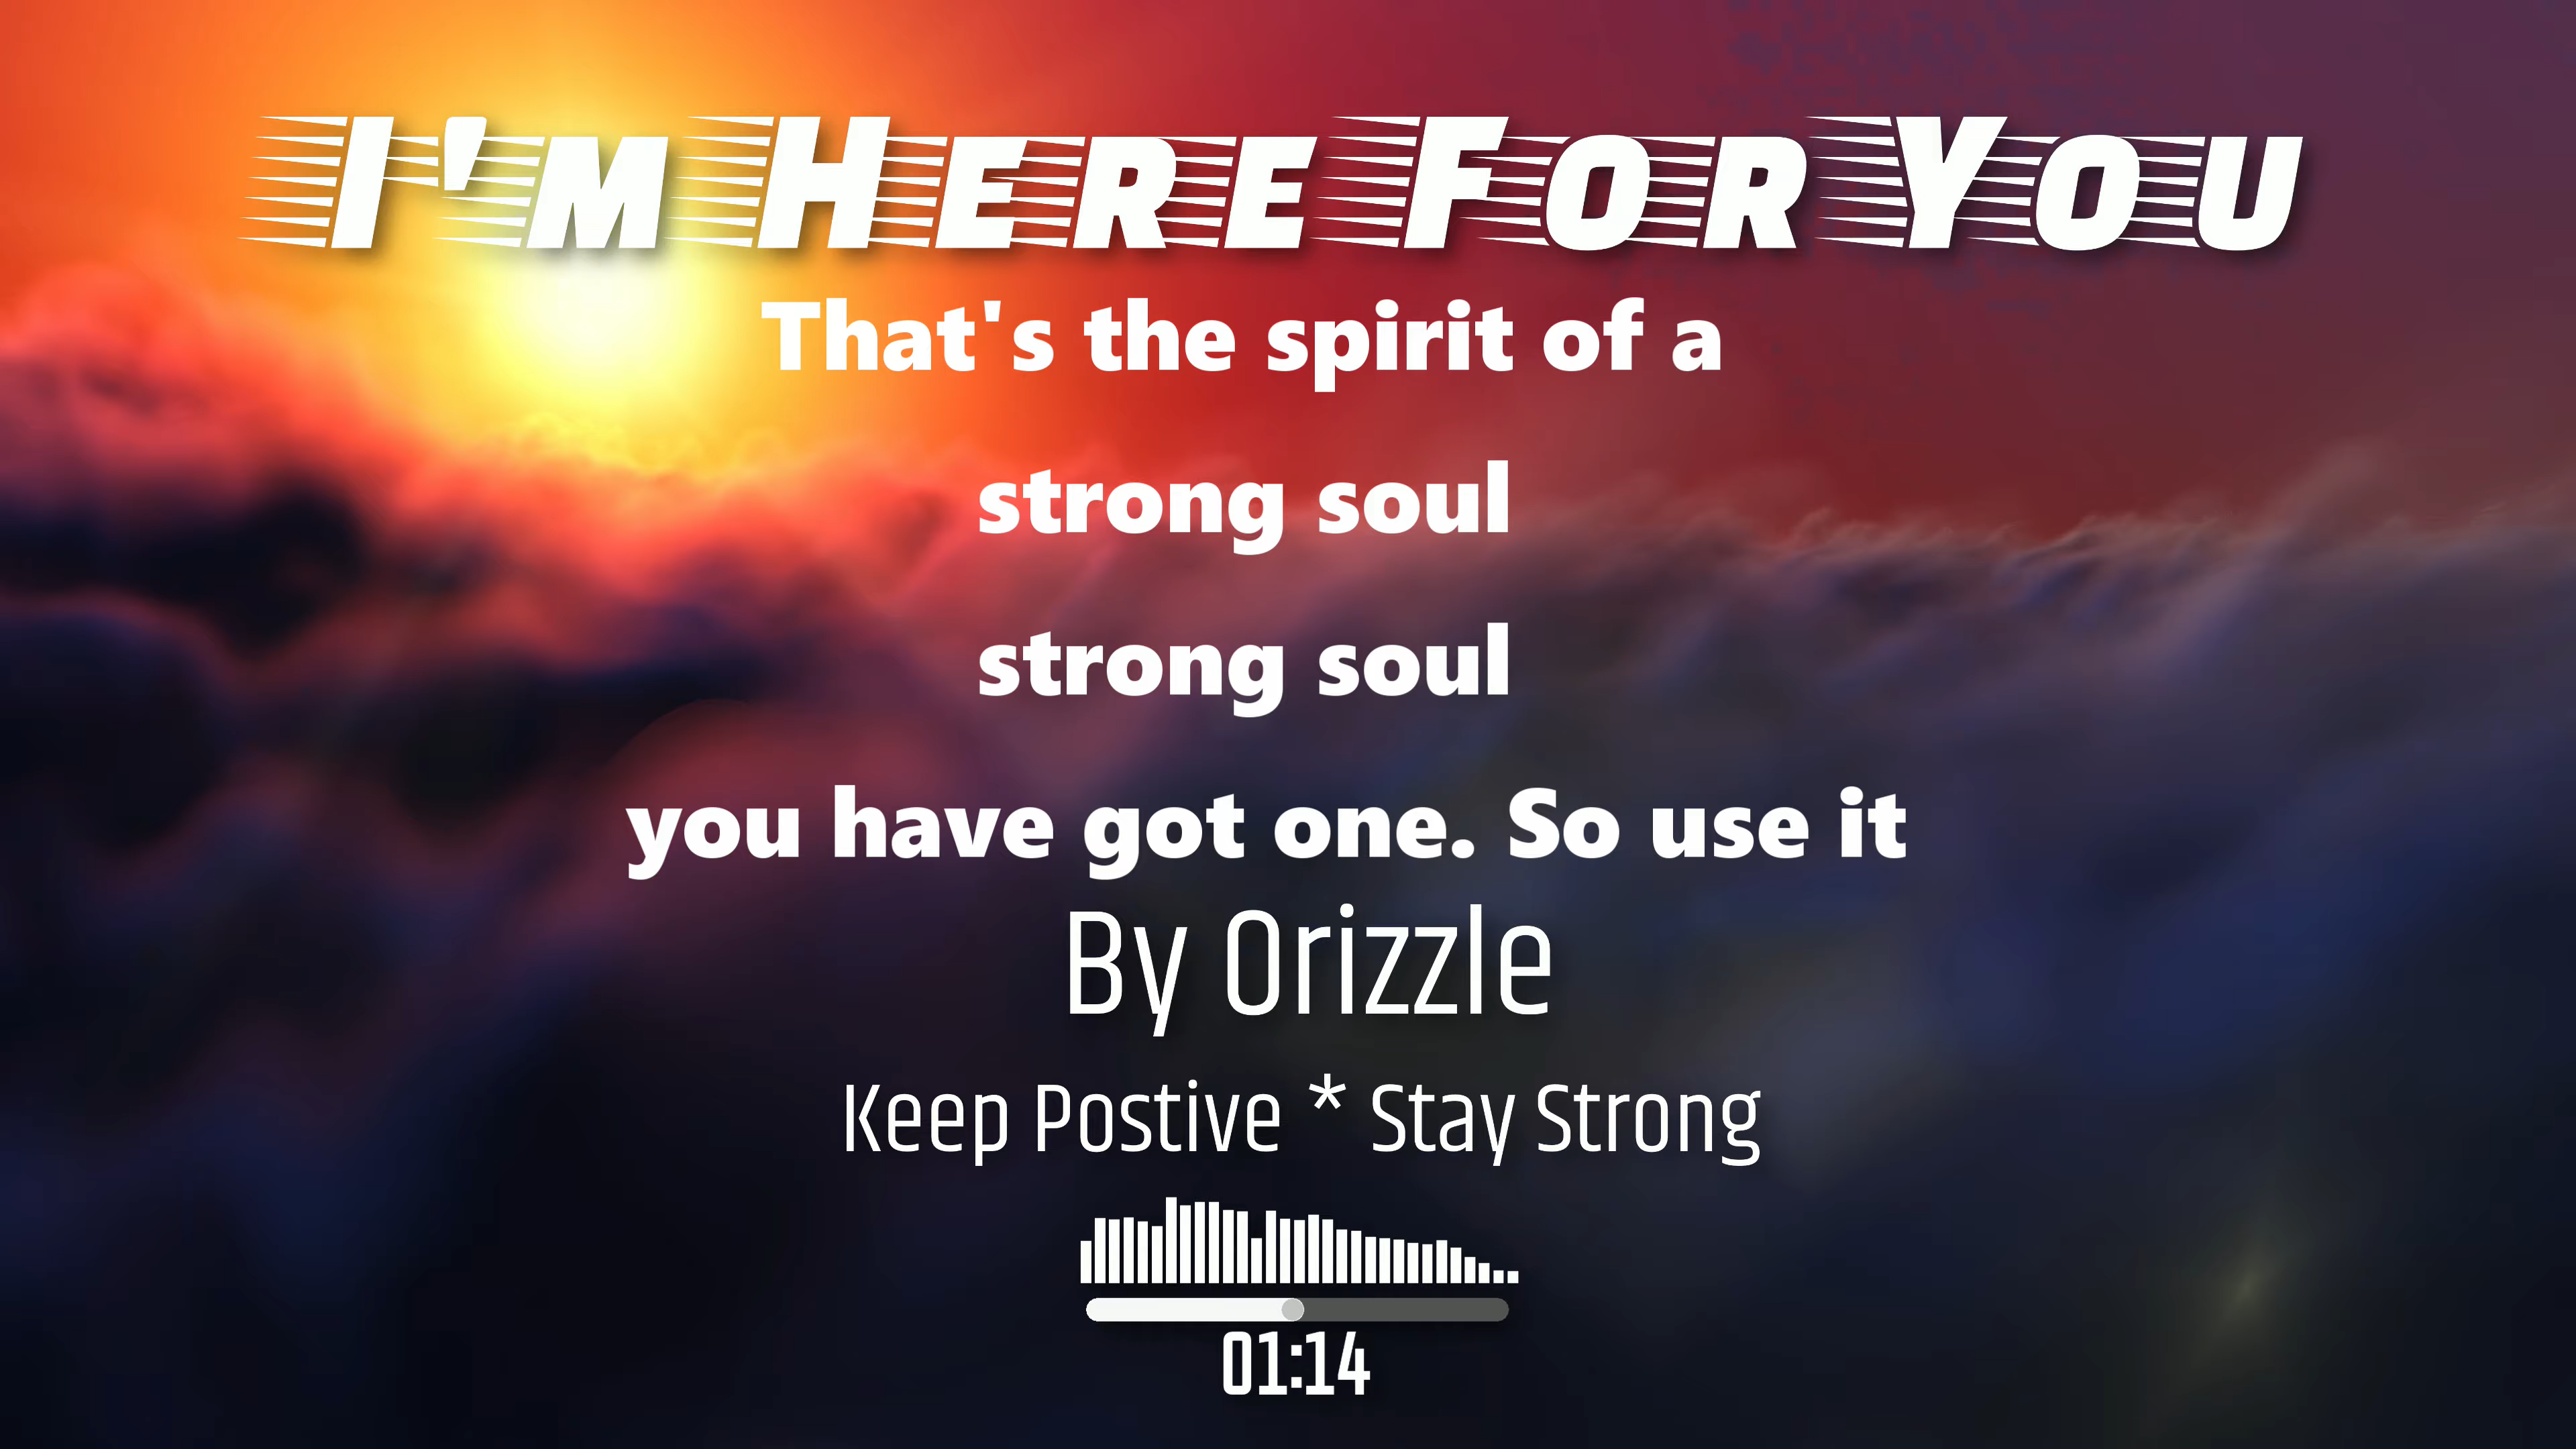 I'm Here For You
That's the spirit of a
strong soul
strong soul
you have got one. So use it
By Orizzle
Keep Postive * Stay Strong
01:14